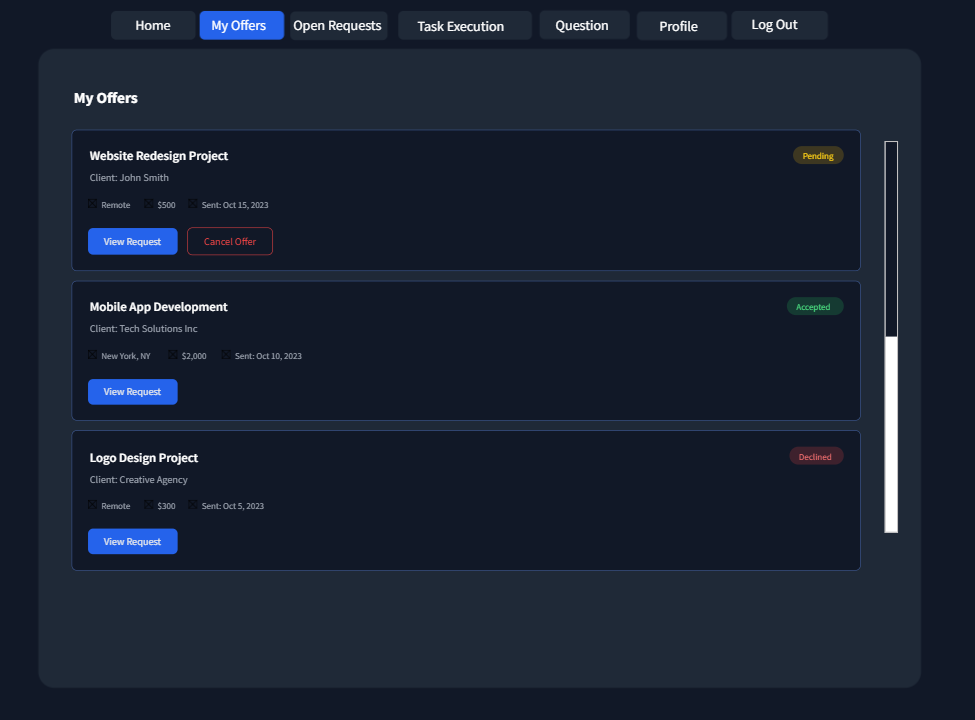 Home My Offers Open Requests Task Execution Question Profile Log Out
My Offers
Website Redesign Project Pending
Client: John Smith
Remote $500 Sent: Oct 15, 2023
View Request Cancel Offer
Mobile App Development Accepted
Client: Tech Solutions Inc
New York, NY $2,000 Sent: Oct 10, 2023
View Request
Logo Design Project Declined
Client: Creative Agency
Remote $300 Sent: Oct 5, 2023
View Request